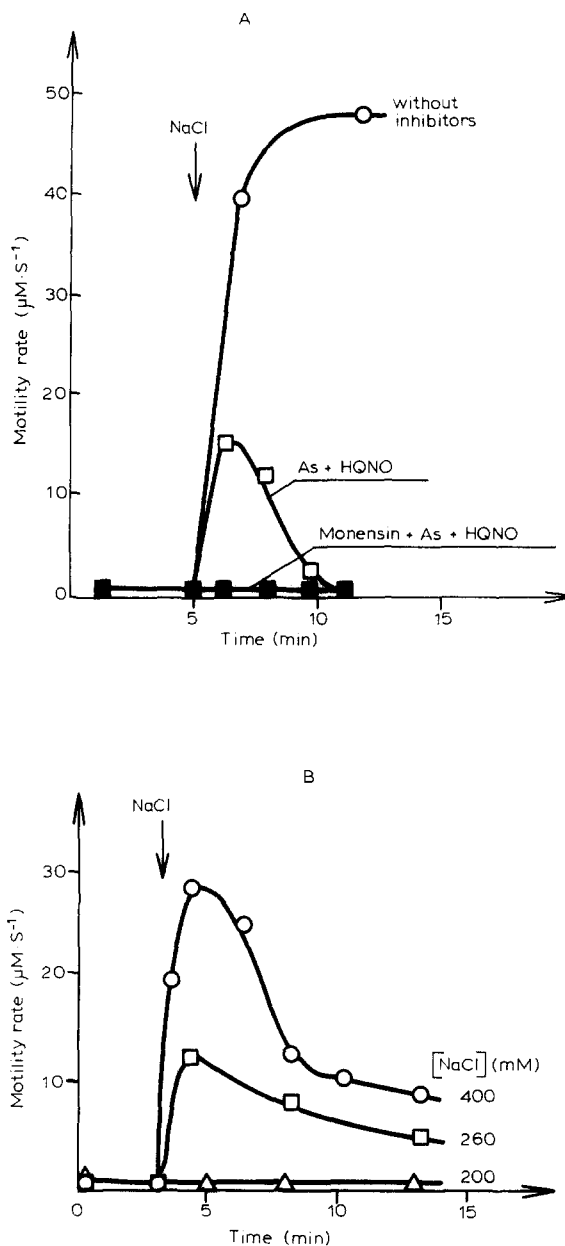 A
50
40
30
20
10
0
Motility rate (µM·S⁻¹)
NaCl
without
inhibitors
As + HQNO
Monensin + As + HQNO
5
10
15
Time (min)
B
NaCl
30
20
10
Motility rate (µM·S⁻¹)
[NaCl] (mM)
400
260
200
0
5
10
15
Time (min)